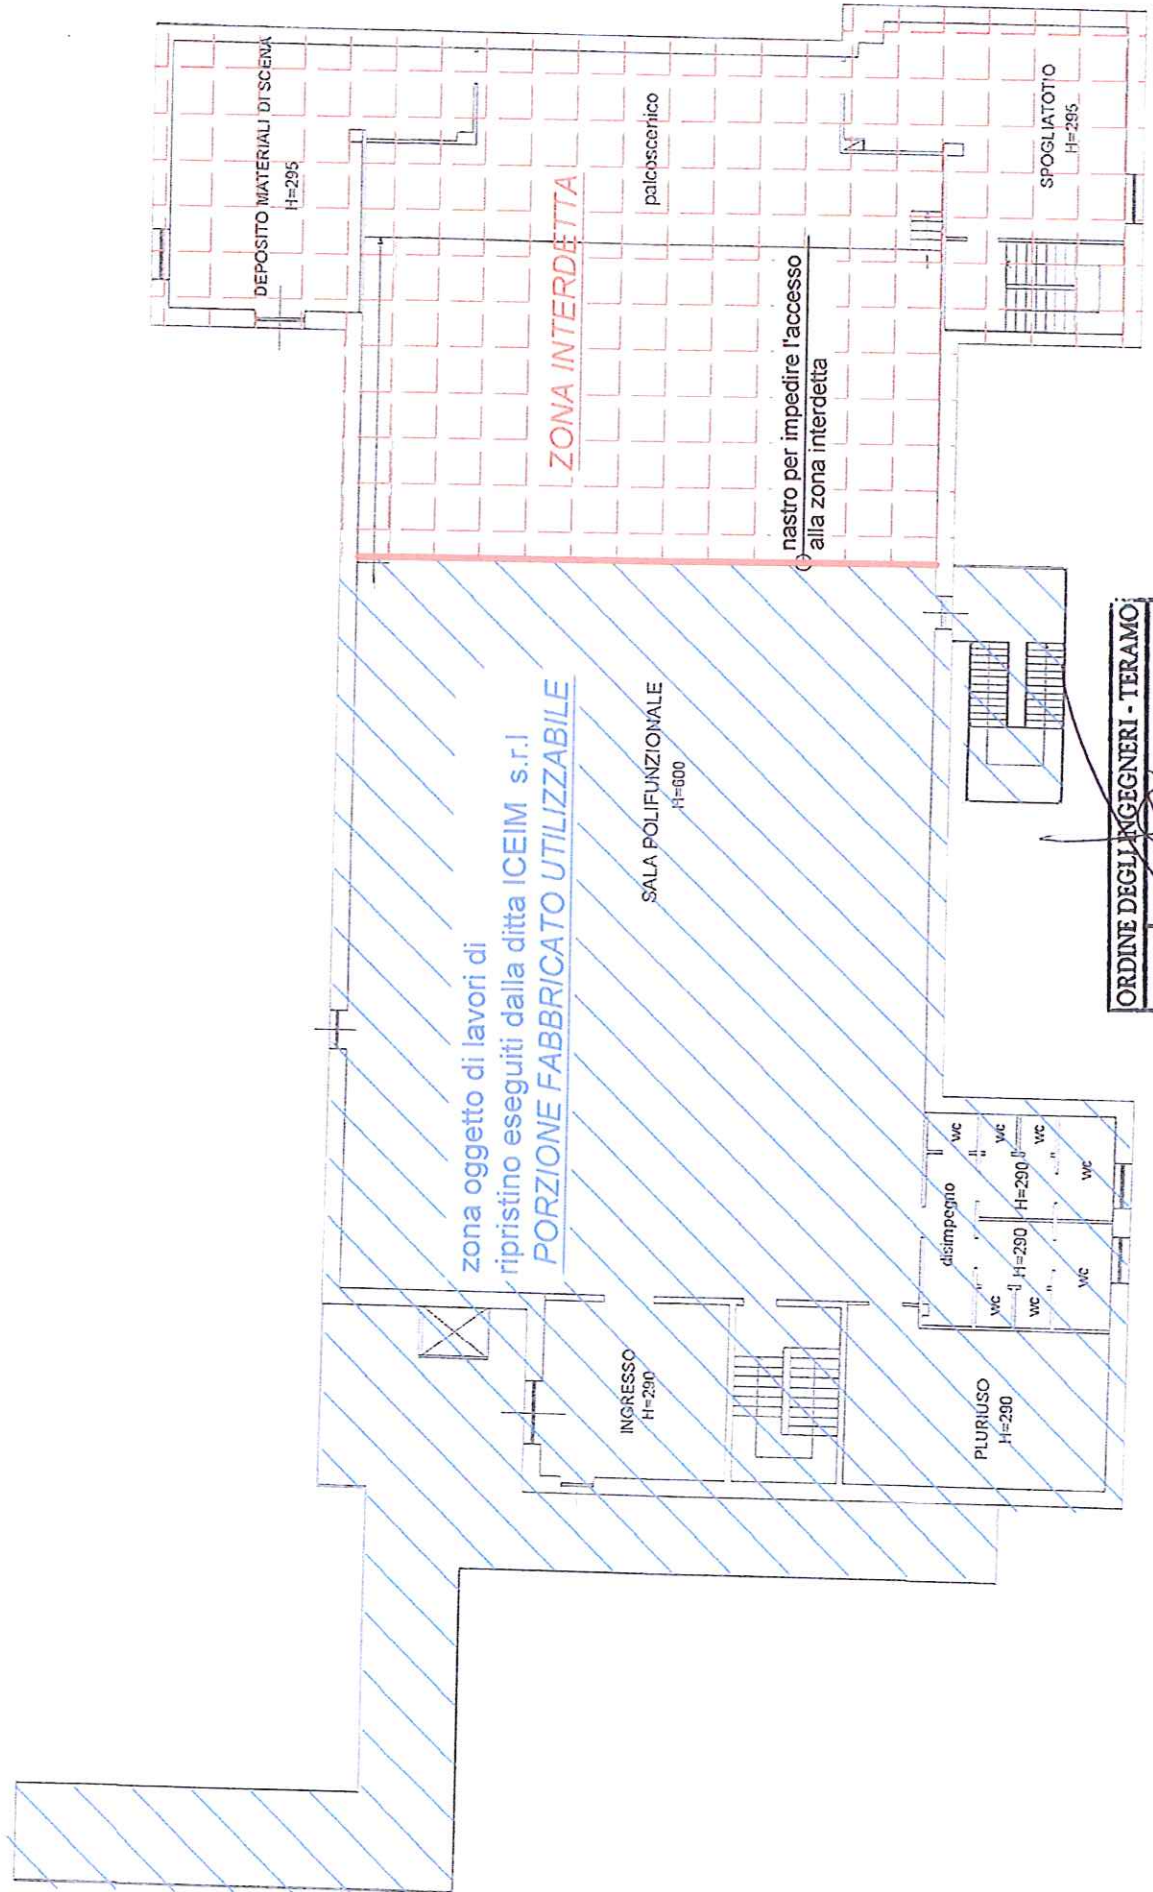 DEPOSITO MATERIALI DI SCENA
H=295
palcoscenico
SPOGLIATOTIO
H=295
ZONA INTERDETTA
nastro per impedire l'accesso
alla zona interdetta
zona oggetto di lavori di
ripristino eseguiti dalla ditta ICEIM s.r.l
PORZIONE FABBRICATO UTILIZZABILE
SALA POLIFUNZIONALE
H=600
INGRESSO
H=290
PLURIUSO
H=290
disimpegno
wc
wc
wc
wc
H=290
H=290
wc
wc
wc
ORDINE DEGLI INGEGNERI - TERAMO